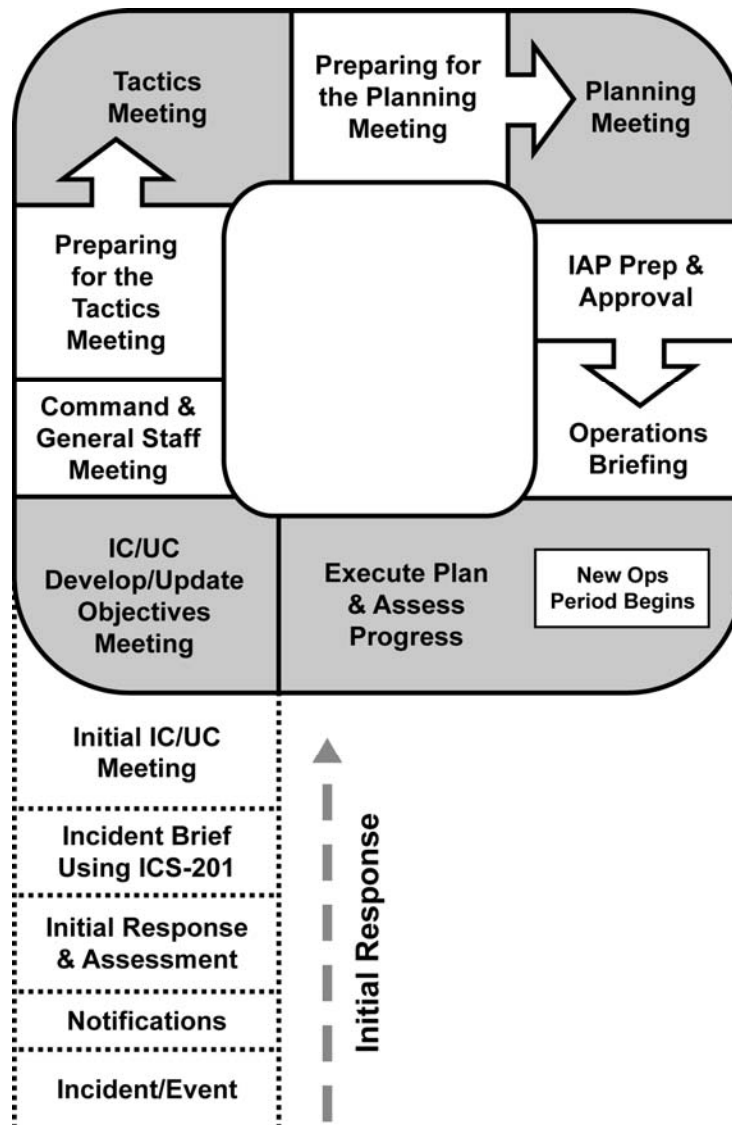 Tactics
Meeting
Preparing for
the Planning
Meeting
Planning
Meeting
Preparing
for the
Tactics
Meeting
IAP Prep &
Approval
Command &
General Staff
Meeting
Operations
Briefing
IC/UC
Develop/Update
Objectives
Meeting
Execute Plan
& Assess
Progress
New Ops
Period Begins
Initial IC/UC
Meeting
Incident Brief
Using ICS-201
Initial Response
& Assessment
Notifications
Incident/Event
Initial Response